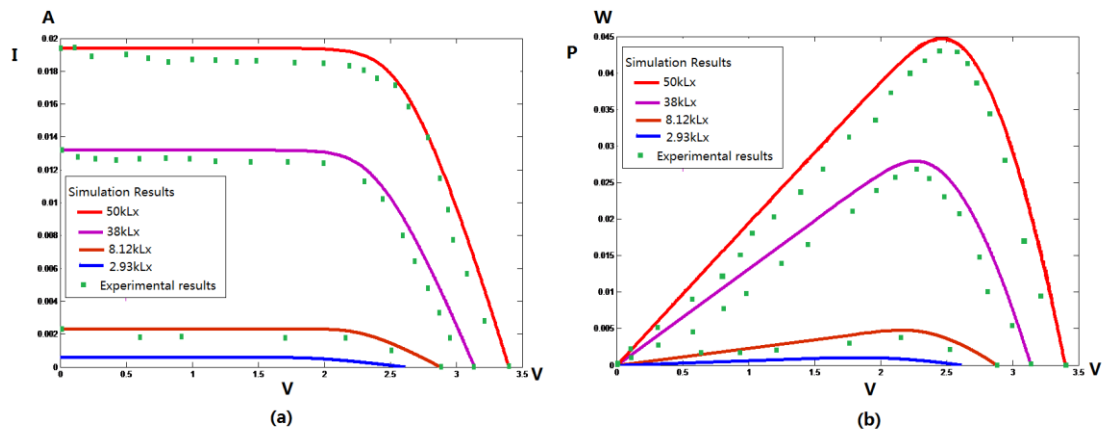 A
I
0.02
0.018
0.016
0.014
0.012
0.01
0.008
0.006
0.004
0.002
0
Simulation Results
50kLx
38kLx
8.12kLx
2.93kLx
Experimental results
0 0.5 1 1.5 2 2.5 3 3.5
V
V
(a)
W
P
0.045
0.04
0.035
0.03
0.025
0.02
0.015
0.01
0.005
0
Simulation Results
50kLx
38kLx
8.12kLx
2.93kLx
Experimental results
0 0.5 1 1.5 2 2.5 3 3.5
V
V
(b)